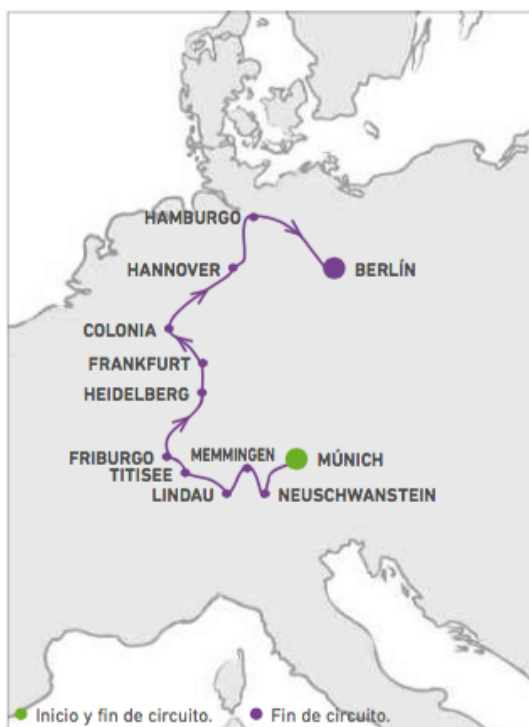 HAMBURGO
HANNOVER
BERLÍN
COLONIA
FRANKFURT
HEIDELBERG
FRIBURGO
MEMMINGEN
MÚNICH
TITISEE
LINDAU
NEUSCHWANSTEIN
Inicio y fin de circuito.
Fin de circuito.